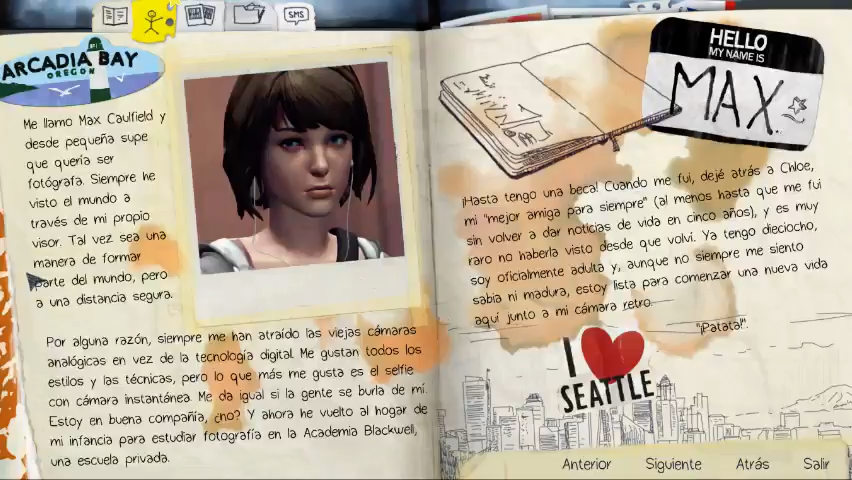 SMS
ARCADIA BAY
OREGON
Me llamo Max Caulfield y
desde pequeña supe
que quería ser
fotógrafa. Siempre he
visto el mundo a
través de mi propio
visor. Tal vez sea una
manera de formar
parte del mundo, pero
a una distancia segura.
Por alguna razón, siempre me han atraído las viejas cámaras
analógicas en vez de la tecnología digital. Me gustan todos los
estilos y las técnicas, pero lo que más me gusta es el selfie
con cámara instantánea. Me da igual si la gente se burla de mí.
Estoy en buena compañía, ¿no? Y ahora he vuelto al hogar de
mi infancia para estudiar fotografía en la Academia Blackwell,
una escuela privada.
HELLO
MY NAME IS
MAX
¡Hasta tengo una beca! Cuando me fui, dejé atrás a Chloe,
mi "mejor amiga para siempre" (al menos hasta que me fui
sin volver a dar noticias de vida en cinco años), y es muy
raro no haberla visto desde que volví. Ya tengo dieciocho,
soy oficialmente adulta y, aunque no siempre me siento
sabia ni madura, estoy lista para comenzar una nueva vida
aquí junto a mi cámara retro.
"¡Patata!".
I
SEATTLE
Anterior Siguiente Atrás Salir